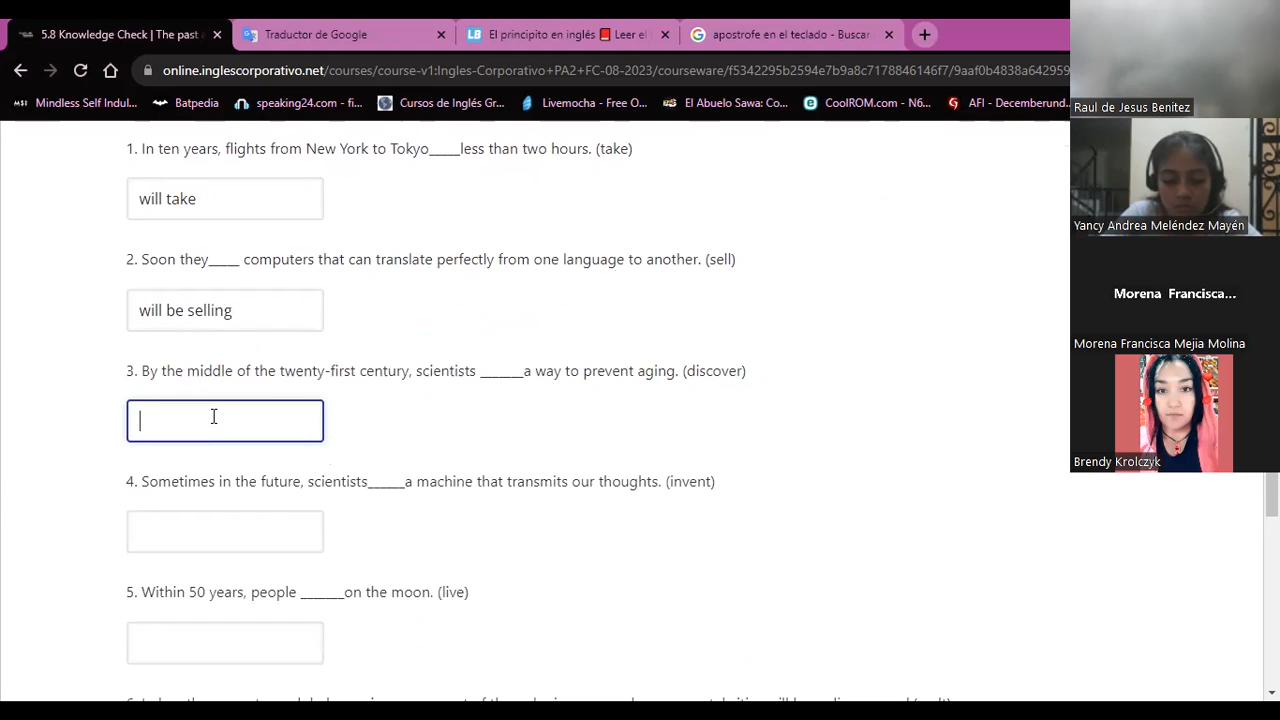 5.8 Knowledge Check | The past a
Traductor de Google
El principito en inglés 📕 Leer el l
apostrofe en el teclado - Buscar
online.inglescorporativo.net/courses/course-v1:Ingles-Corporativo+PA2+FC-08-2023/courseware/f5342295b2594e7b9a8c7178846146f7/9aaf0b4838a642959
Mindless Self Indul...
Batpedia
speaking24.com - fi...
Cursos de Inglés Gr...
Livemocha - Free O...
El Abuelo Sawa: Co...
CoolROM.com - N6...
AFI - Decemberund...
1. In ten years, flights from New York to Tokyo____less than two hours. (take)
will take
2. Soon they____ computers that can translate perfectly from one language to another. (sell)
will be selling
3. By the middle of the twenty-first century, scientists ______a way to prevent aging. (discover)
4. Sometimes in the future, scientists_____a machine that transmits our thoughts. (invent)
5. Within 50 years, people ______on the moon. (live)
Raul de Jesus Benitez
Yancy Andrea Meléndez Mayén
Morena Francisca...
Morena Francisca Mejia Molina
Brendy Krolczyk